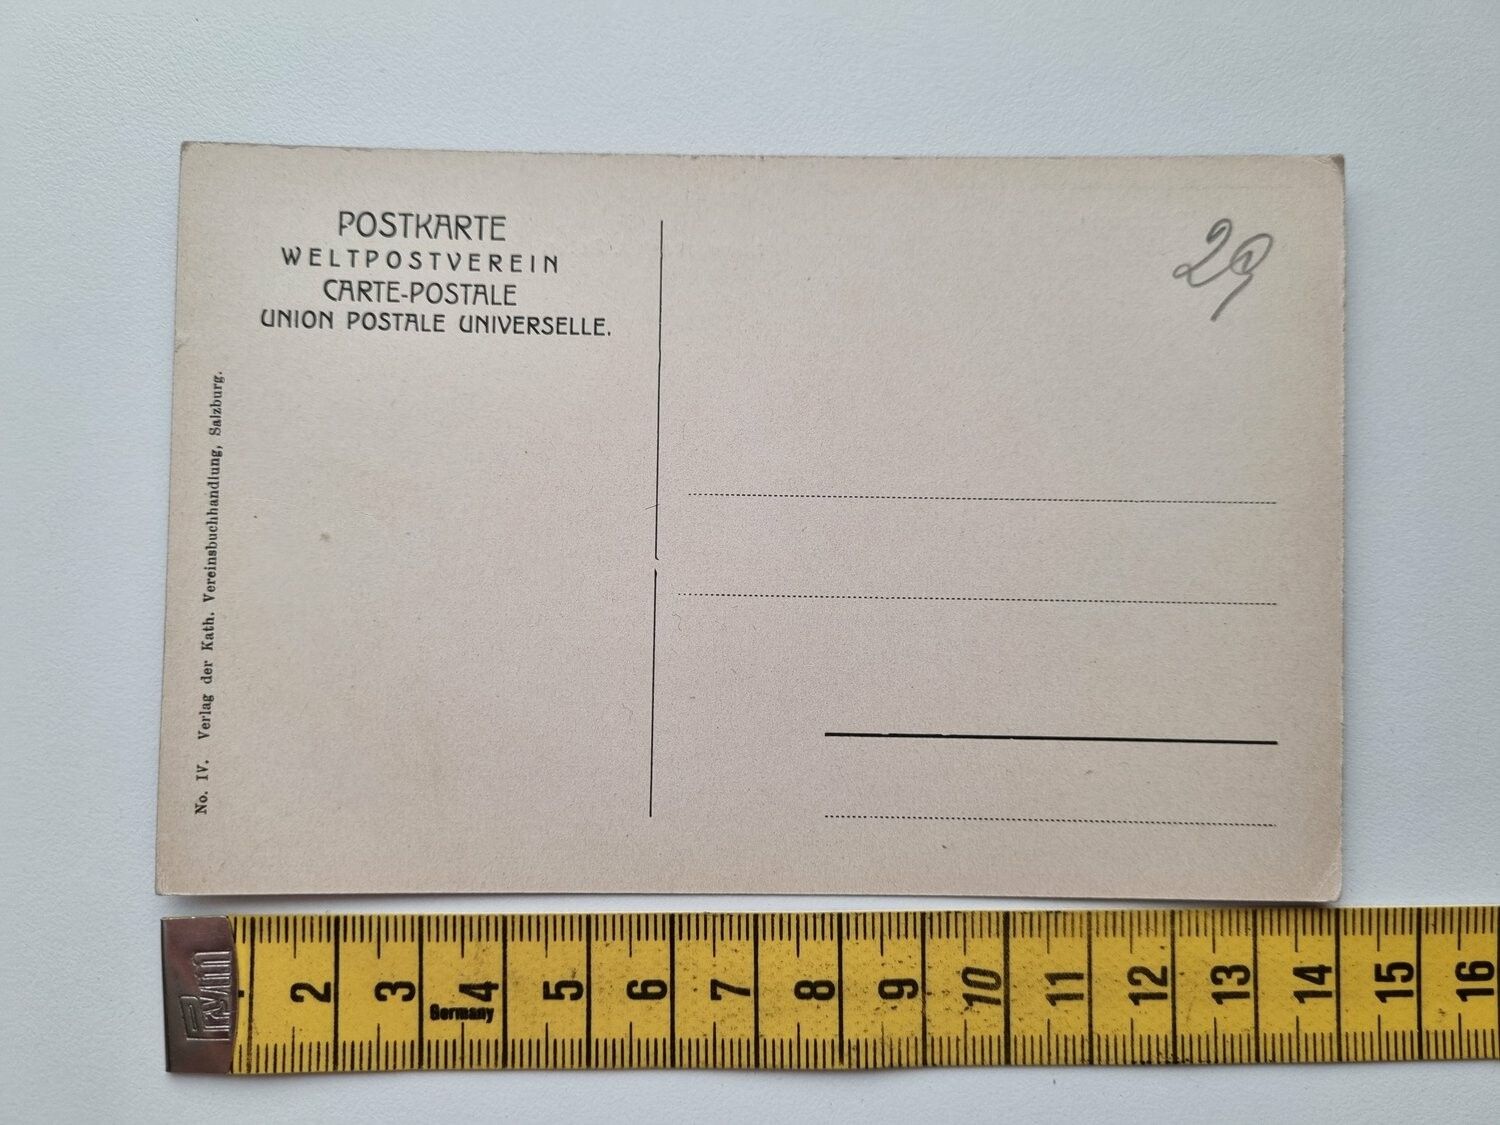 POSTKARTE
WELTPOSTVEREIN
CARTE-POSTALE
UNION POSTALE UNIVERSELLE.
29
No. IV. Verlag der Kath. Vereinsbuchhandlung, Salzburg.
Prym
2 3 4 5 6 7 8 9 10 11 12 13 14 15 16
Germany